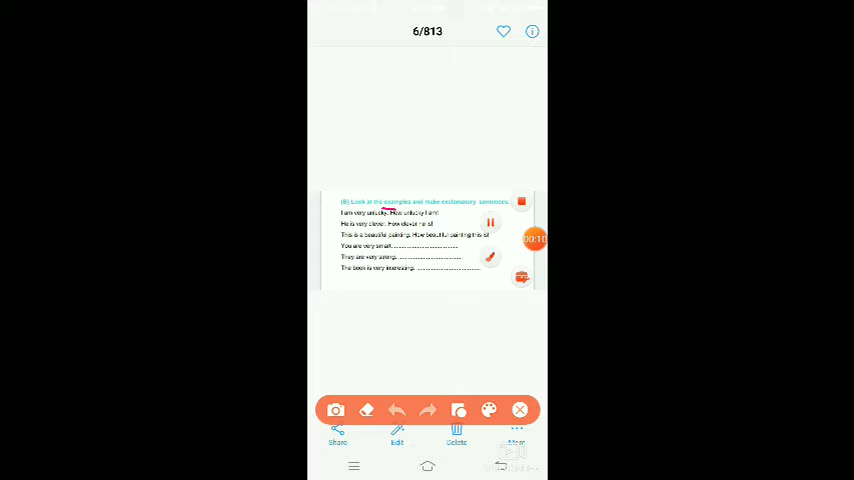 6/813
(B) Look at the examples and make exclamatory sentences.
I am very unlucky. How unlucky I am!
He is very clever. How clever he is!
This is a beautiful painting. How beautiful painting this is!
You are very smart..............................
They are very strong. ..............................
The book is very interesting. ..............................
00:10
Share
Edit
Delete
More